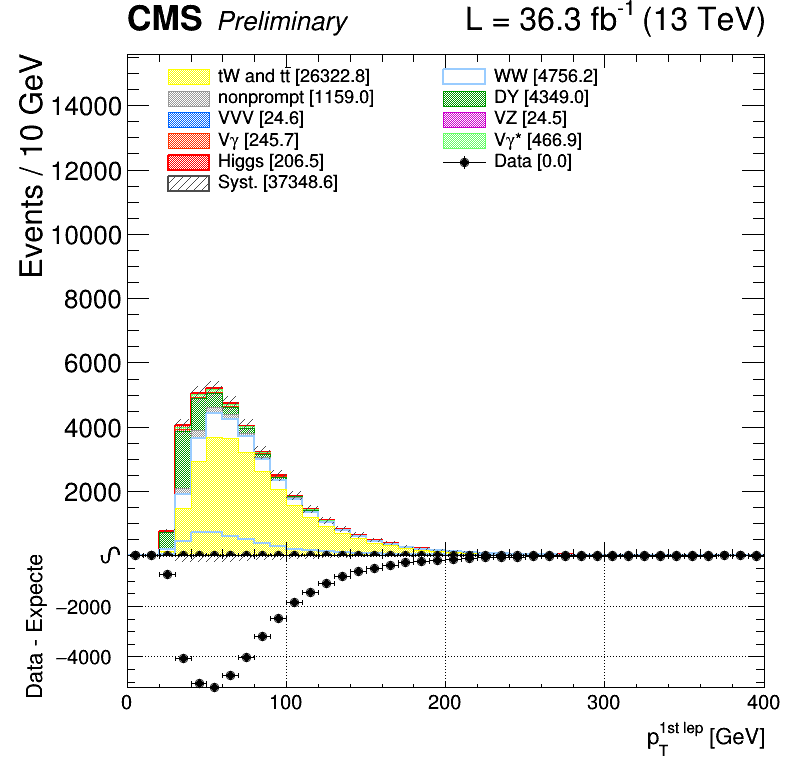 CMS Preliminary L = 36.3 fb-1 (13 TeV)
Events / 10 GeV
tW and tt̄ [26322.8]
nonprompt [1159.0]
VVV [24.6]
Vγ [245.7]
Higgs [206.5]
Syst. [37348.6]
WW [4756.2]
DY [4349.0]
VZ [24.5]
Vγ* [466.9]
Data [0.0]
14000
12000
10000
8000
6000
4000
2000
0
Data - Expecte
−2000
−4000
0 100 200 300 400
pT 1st lep [GeV]